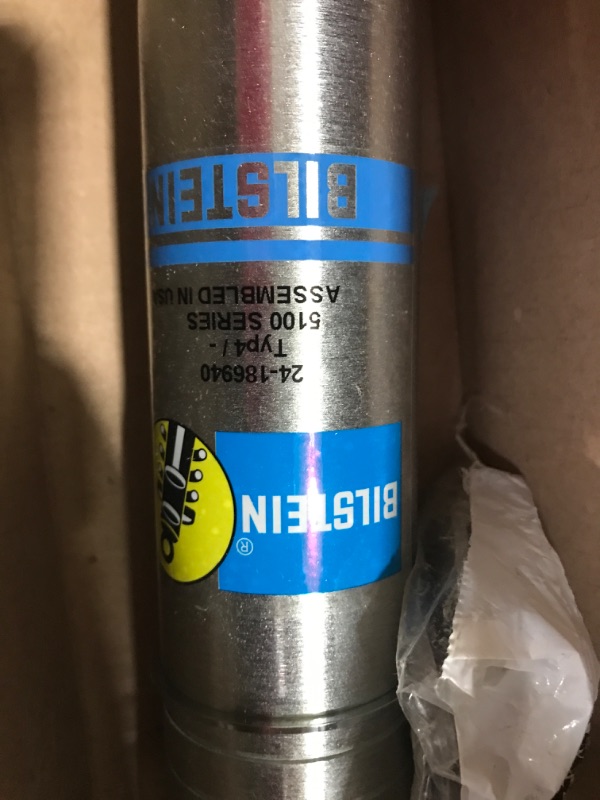 BILSTEIN®
24-186940
Typ4 / -
5100 SERIES
ASSEMBLED IN USA
BILSTEIN